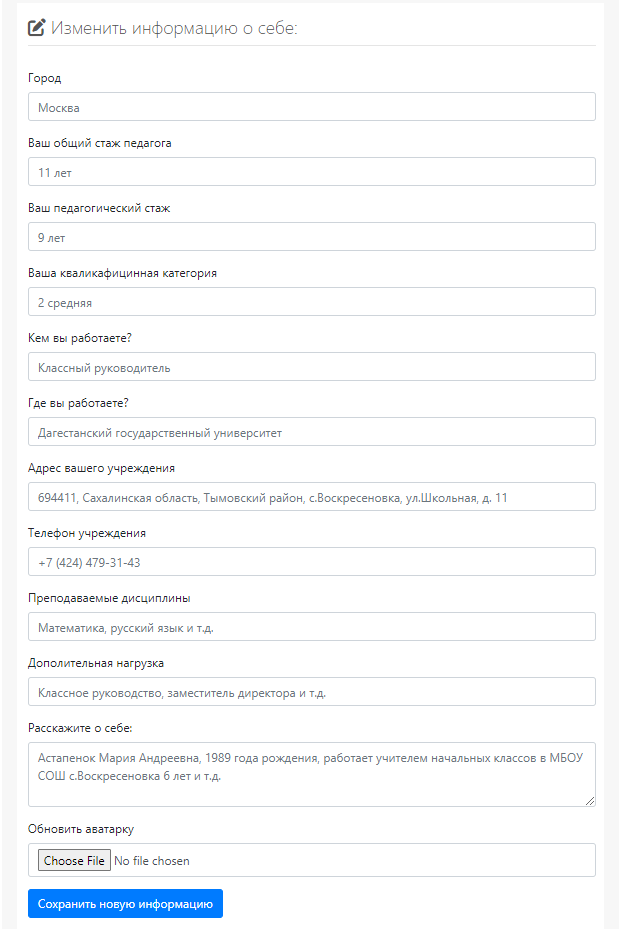 Изменить информацию о себе:
Город
Москва
Ваш общий стаж педагога
11 лет
Ваш педагогический стаж
9 лет
Ваша кваликафицинная категория
2 средняя
Кем вы работаете?
Классный руководитель
Где вы работаете?
Дагестанский государственный университет
Адрес вашего учреждения
694411, Сахалинская область, Тымовский район, с.Воскресеновка, ул.Школьная, д. 11
Телефон учреждения
+7 (424) 479-31-43
Преподаваемые дисциплины
Математика, русский язык и т.д.
Дополительная нагрузка
Классное руководство, заместитель директора и т.д.
Расскажите о себе:
Астапенок Мария Андреевна, 1989 года рождения, работает учителем начальных классов в МБОУ
СОШ с.Воскресеновка 6 лет и т.д.
Обновить аватарку
Choose File No file chosen
Сохранить новую информацию